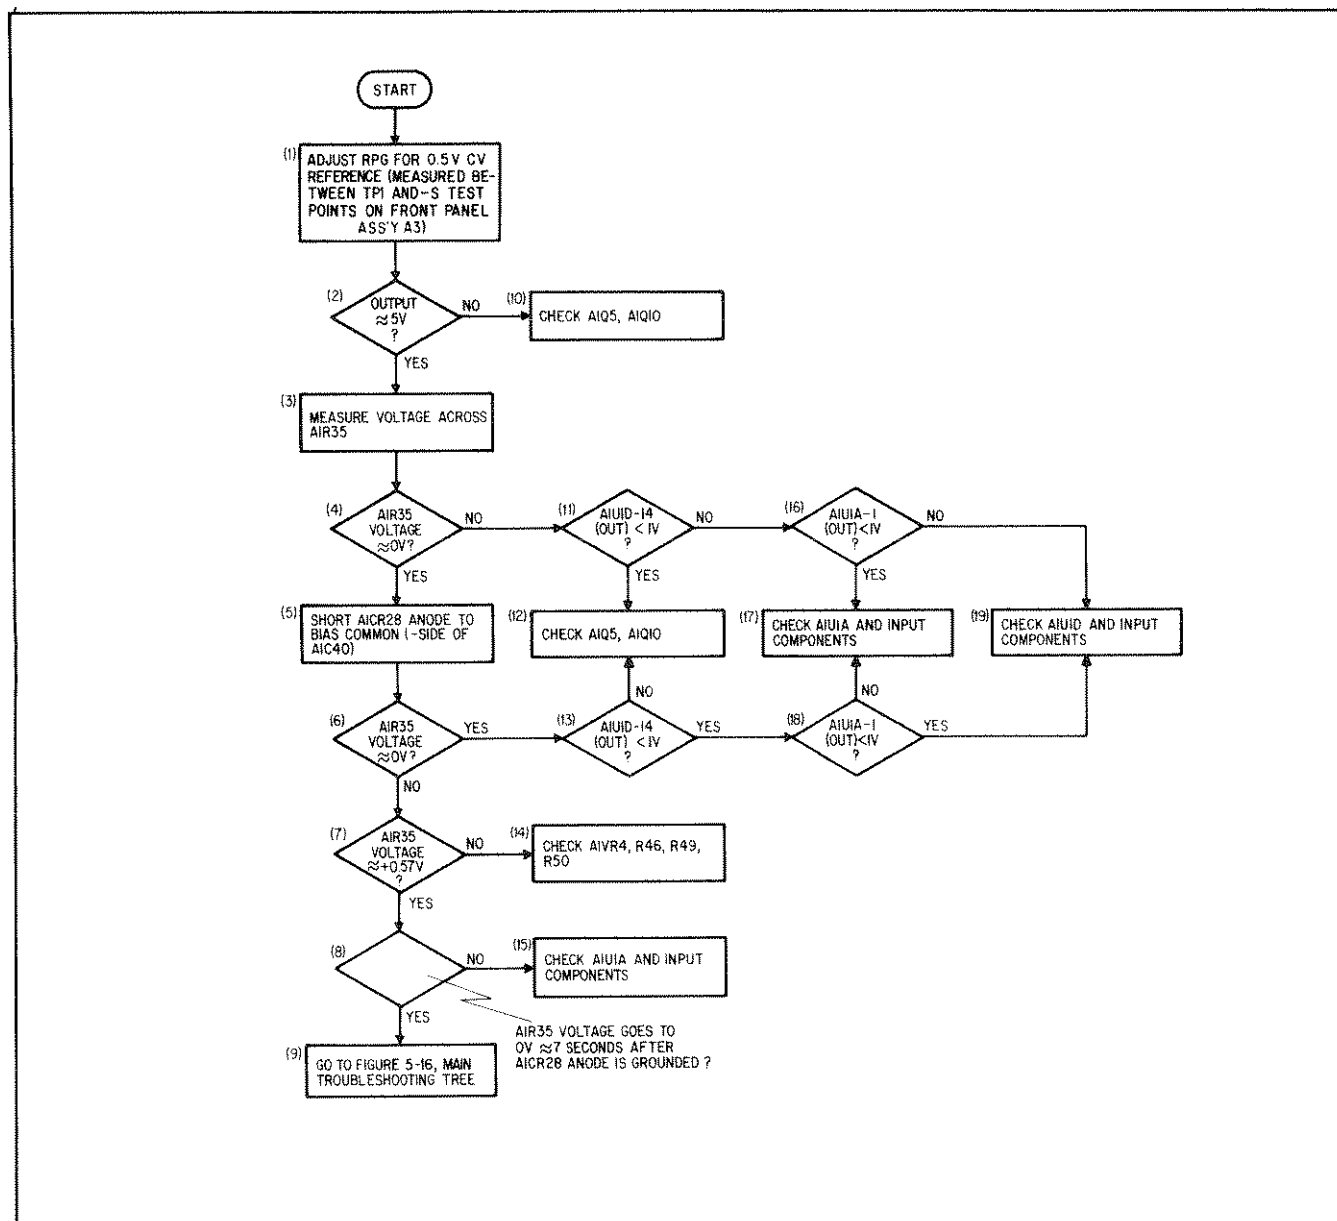 START
(1)
ADJUST RPG FOR 0.5V CV
REFERENCE (MEASURED BE-
TWEEN TP1 AND-S TEST
POINTS ON FRONT PANEL
ASS'Y A3)
(2)
OUTPUT
≈5V
?
NO
YES
(10)
CHECK A1Q5, A1Q10
(3)
MEASURE VOLTAGE ACROSS
A1R35
(4)
A1R35
VOLTAGE
≈0V?
NO
YES
(11)
A1U1D-14
(OUT) < 1V
?
NO
YES
(16)
A1U1A-1
(OUT)<1V
?
NO
YES
(5)
SHORT A1CR28 ANODE TO
BIAS COMMON (-SIDE OF
A1C40)
(12)
CHECK A1Q5, A1Q10
(17)
CHECK A1U1A AND INPUT
COMPONENTS
(19)
CHECK A1U1D AND INPUT
COMPONENTS
(6)
A1R35
VOLTAGE
≈0V?
YES
NO
(13)
A1U1D-14
(OUT) < 1V
?
NO
YES
(18)
A1U1A-1
(OUT)<1V
?
NO
YES
(7)
A1R35
VOLTAGE
≈+0.57V
?
NO
YES
(14)
CHECK A1VR4, R46, R49,
R50
(8)
NO
YES
(15)
CHECK A1U1A AND INPUT
COMPONENTS
A1R35 VOLTAGE GOES TO
0V ≈7 SECONDS AFTER
A1CR28 ANODE IS GROUNDED ?
(9)
GO TO FIGURE 5-16, MAIN
TROUBLESHOOTING TREE